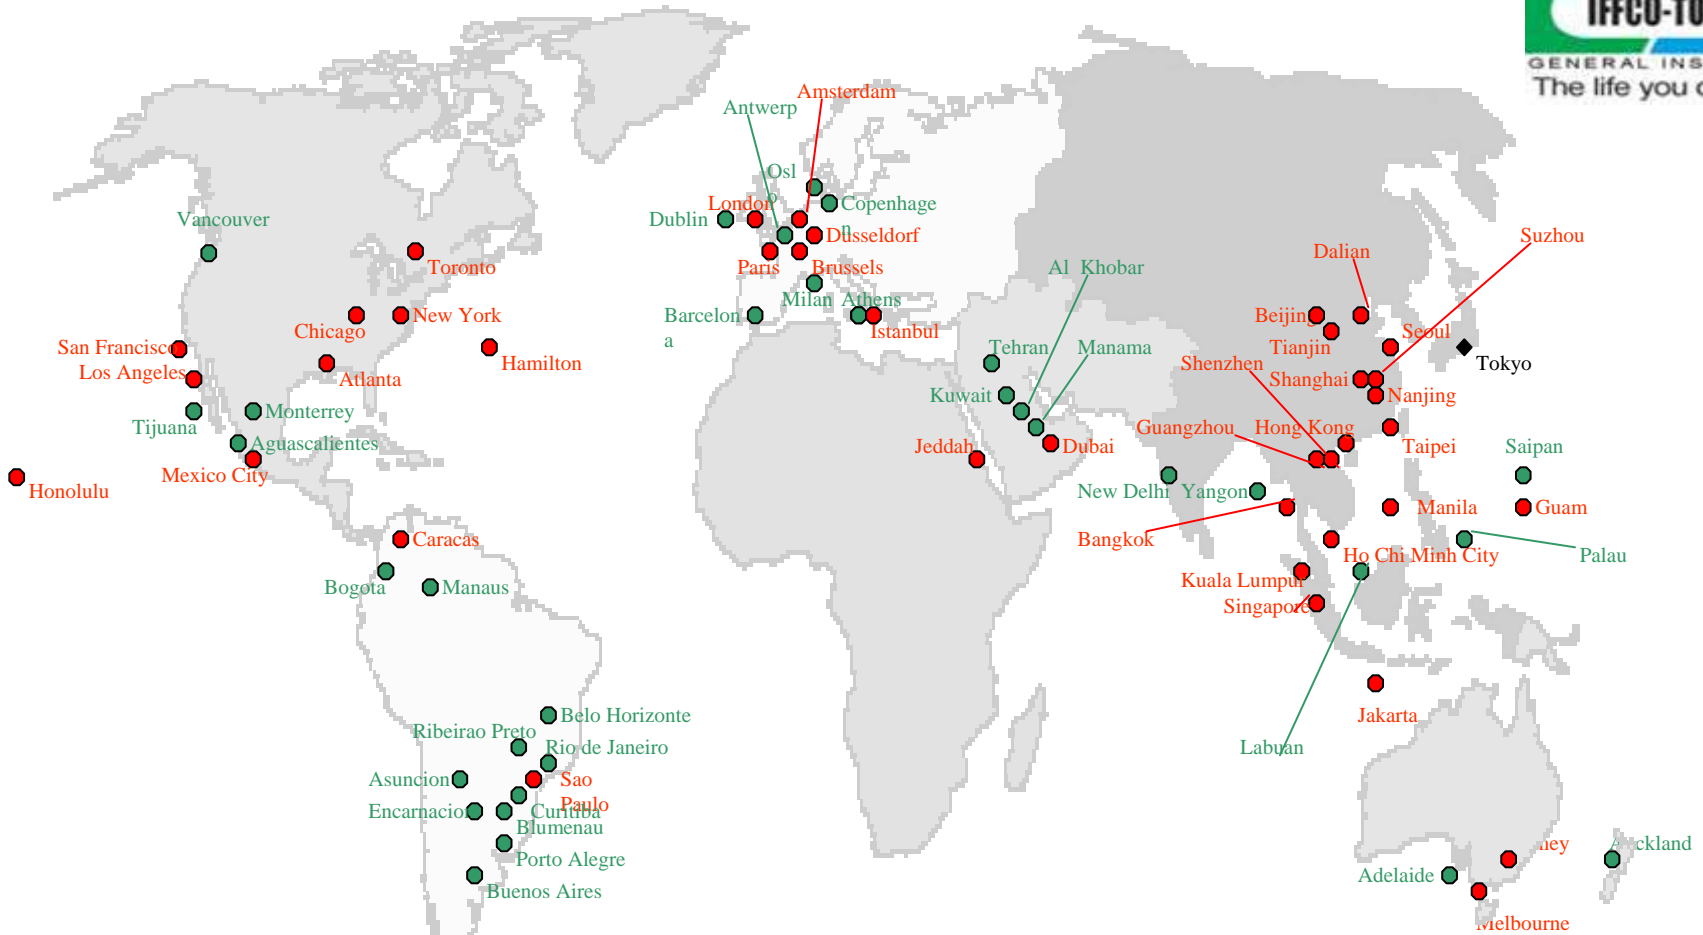 IFFCO-TO
GENERAL INS
The life you
Amsterdam
Antwerp
Osl
o
London
Dublin
Copenhage
n
Düsseldorf
Paris
Brussels
Milan
Athens
Barcelon
a
Istanbul
Vancouver
Toronto
Chicago
New York
San Francisco
Los Angeles
Atlanta
Hamilton
Tijuana
Monterrey
Aguascalientes
Mexico City
Honolulu
Caracas
Bogota
Manaus
Belo Horizonte
Ribeirao Preto
Rio de Janeiro
Asuncion
Sao
Paulo
Encarnacion
Curitiba
Blumenau
Porto Alegre
Buenos Aires
Al Khobar
Tehran
Manama
Kuwait
Jeddah
Dubai
New Delhi
Yangon
Suzhou
Dalian
Beijing
Tianjin
Seoul
Tokyo
Shenzhen
Shanghai
Nanjing
Guangzhou
Hong Kong
Taipei
Saipan
Bangkok
Manila
Guam
Ho Chi Minh City
Palau
Kuala Lumpur
Singapore
Jakarta
Labuan
ney
Auckland
Adelaide
Melbourne